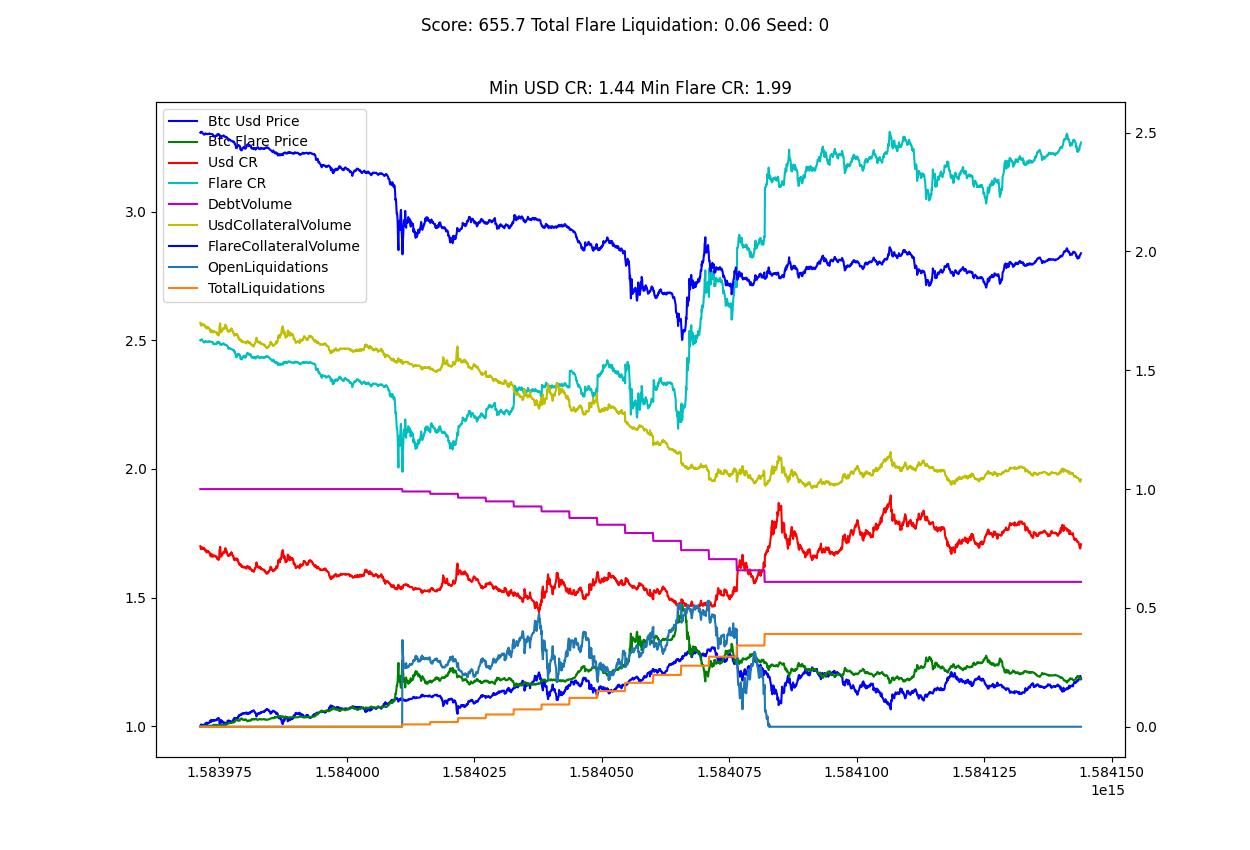 Score: 655.7 Total Flare Liquidation: 0.06 Seed: 0
Min USD CR: 1.44 Min Flare CR: 1.99
Btc Usd Price
Btc Flare Price
Usd CR
Flare CR
DebtVolume
UsdCollateralVolume
FlareCollateralVolume
OpenLiquidations
TotalLiquidations
3.0
2.5
2.0
1.5
1.0
2.5
2.0
1.5
1.0
0.5
0.0
1.583975 1.584000 1.584025 1.584050 1.584075 1.584100 1.584125 1.584150
1e15